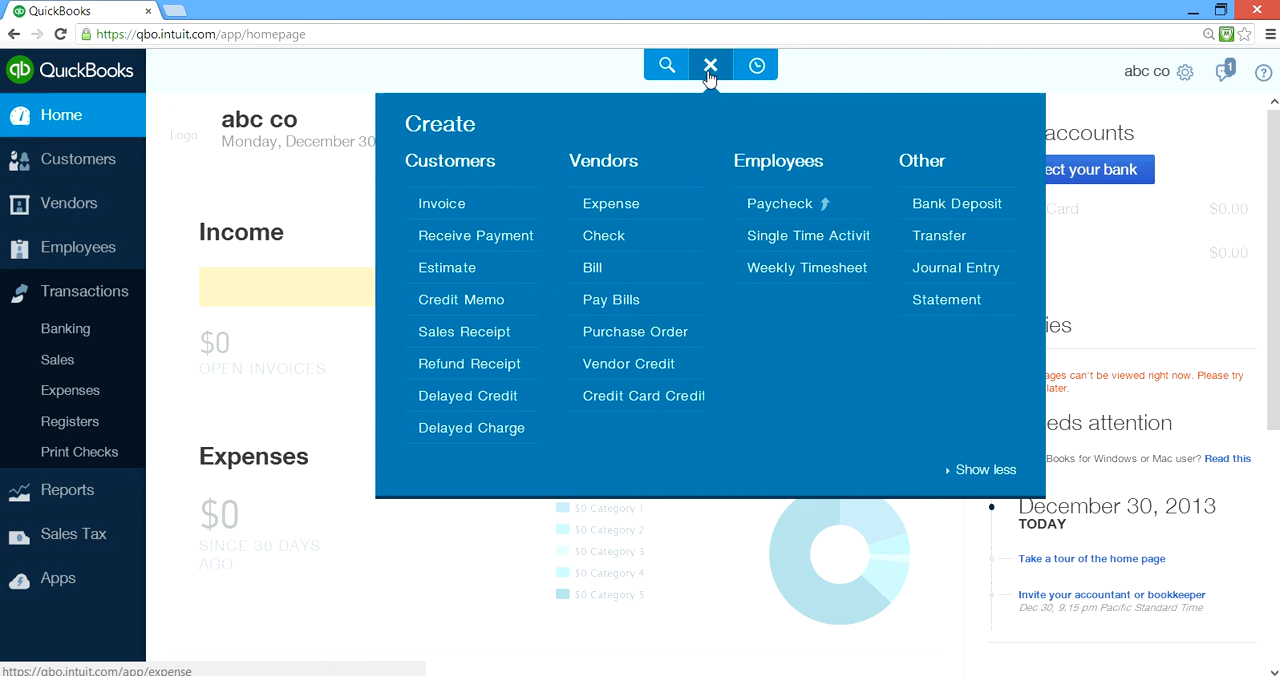 QuickBooks
https://qbo.intuit.com/app/homepage
qb QuickBooks
abc co
1
?
Home
Customers
Vendors
Employees
Transactions
Banking
Sales
Expenses
Registers
Print Checks
Reports
Sales Tax
Apps
Logo
abc co
Monday, December 30
Income
$0
OPEN INVOICES
Expenses
$0
SINCE 30 DAYS
AGO
Create
Customers
Invoice
Receive Payment
Estimate
Credit Memo
Sales Receipt
Refund Receipt
Delayed Credit
Delayed Charge
Vendors
Expense
Check
Bill
Pay Bills
Purchase Order
Vendor Credit
Credit Card Credit
Employees
Paycheck
Single Time Activit
Weekly Timesheet
Other
Bank Deposit
Transfer
Journal Entry
Statement
Show less
$0 Category 1
$0 Category 2
$0 Category 3
$0 Category 4
$0 Category 5
accounts
ect your bank
Card $0.00
$0.00
ies
ages can't be viewed right now. Please try
later.
eds attention
Books for Windows or Mac user? Read this
December 30, 2013
TODAY
Take a tour of the home page
Invite your accountant or bookkeeper
Dec 30, 9.15 pm Pacific Standard Time
https://qbo.intuit.com/app/expense